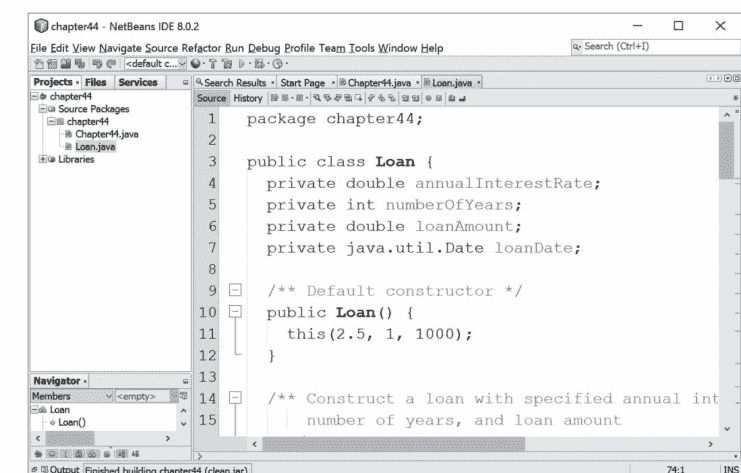 chapter44 - NetBeans IDE 8.0.2
File Edit View Navigate Source Refactor Run Debug Profile Team Tools Window Help
Search (Ctrl+I)
<default c...
Projects Files Services
Search Results Start Page Chapter44.java Loan.java
Source History
chapter44
Source Packages
chapter44
Chapter44.java
Loan.java
Libraries
1 package chapter44;
2
3 public class Loan {
4 private double annualInterestRate;
5 private int numberOfYears;
6 private double loanAmount;
7 private java.util.Date loanDate;
8
9 /** Default constructor */
10 public Loan() {
11 this(2.5, 1, 1000);
12 }
13
14 /** Construct a loan with specified annual int
15 number of years, and loan amount
Navigator
Members <empty>
Loan
Loan()
Output Finished building chapter44 (clean,jar)
74:1 INS